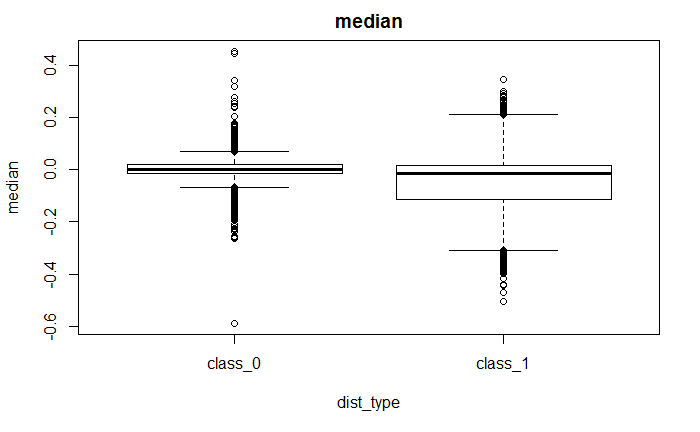 median
median
0.4
0.2
0.0
-0.2
-0.4
-0.6
class_0
class_1
dist_type